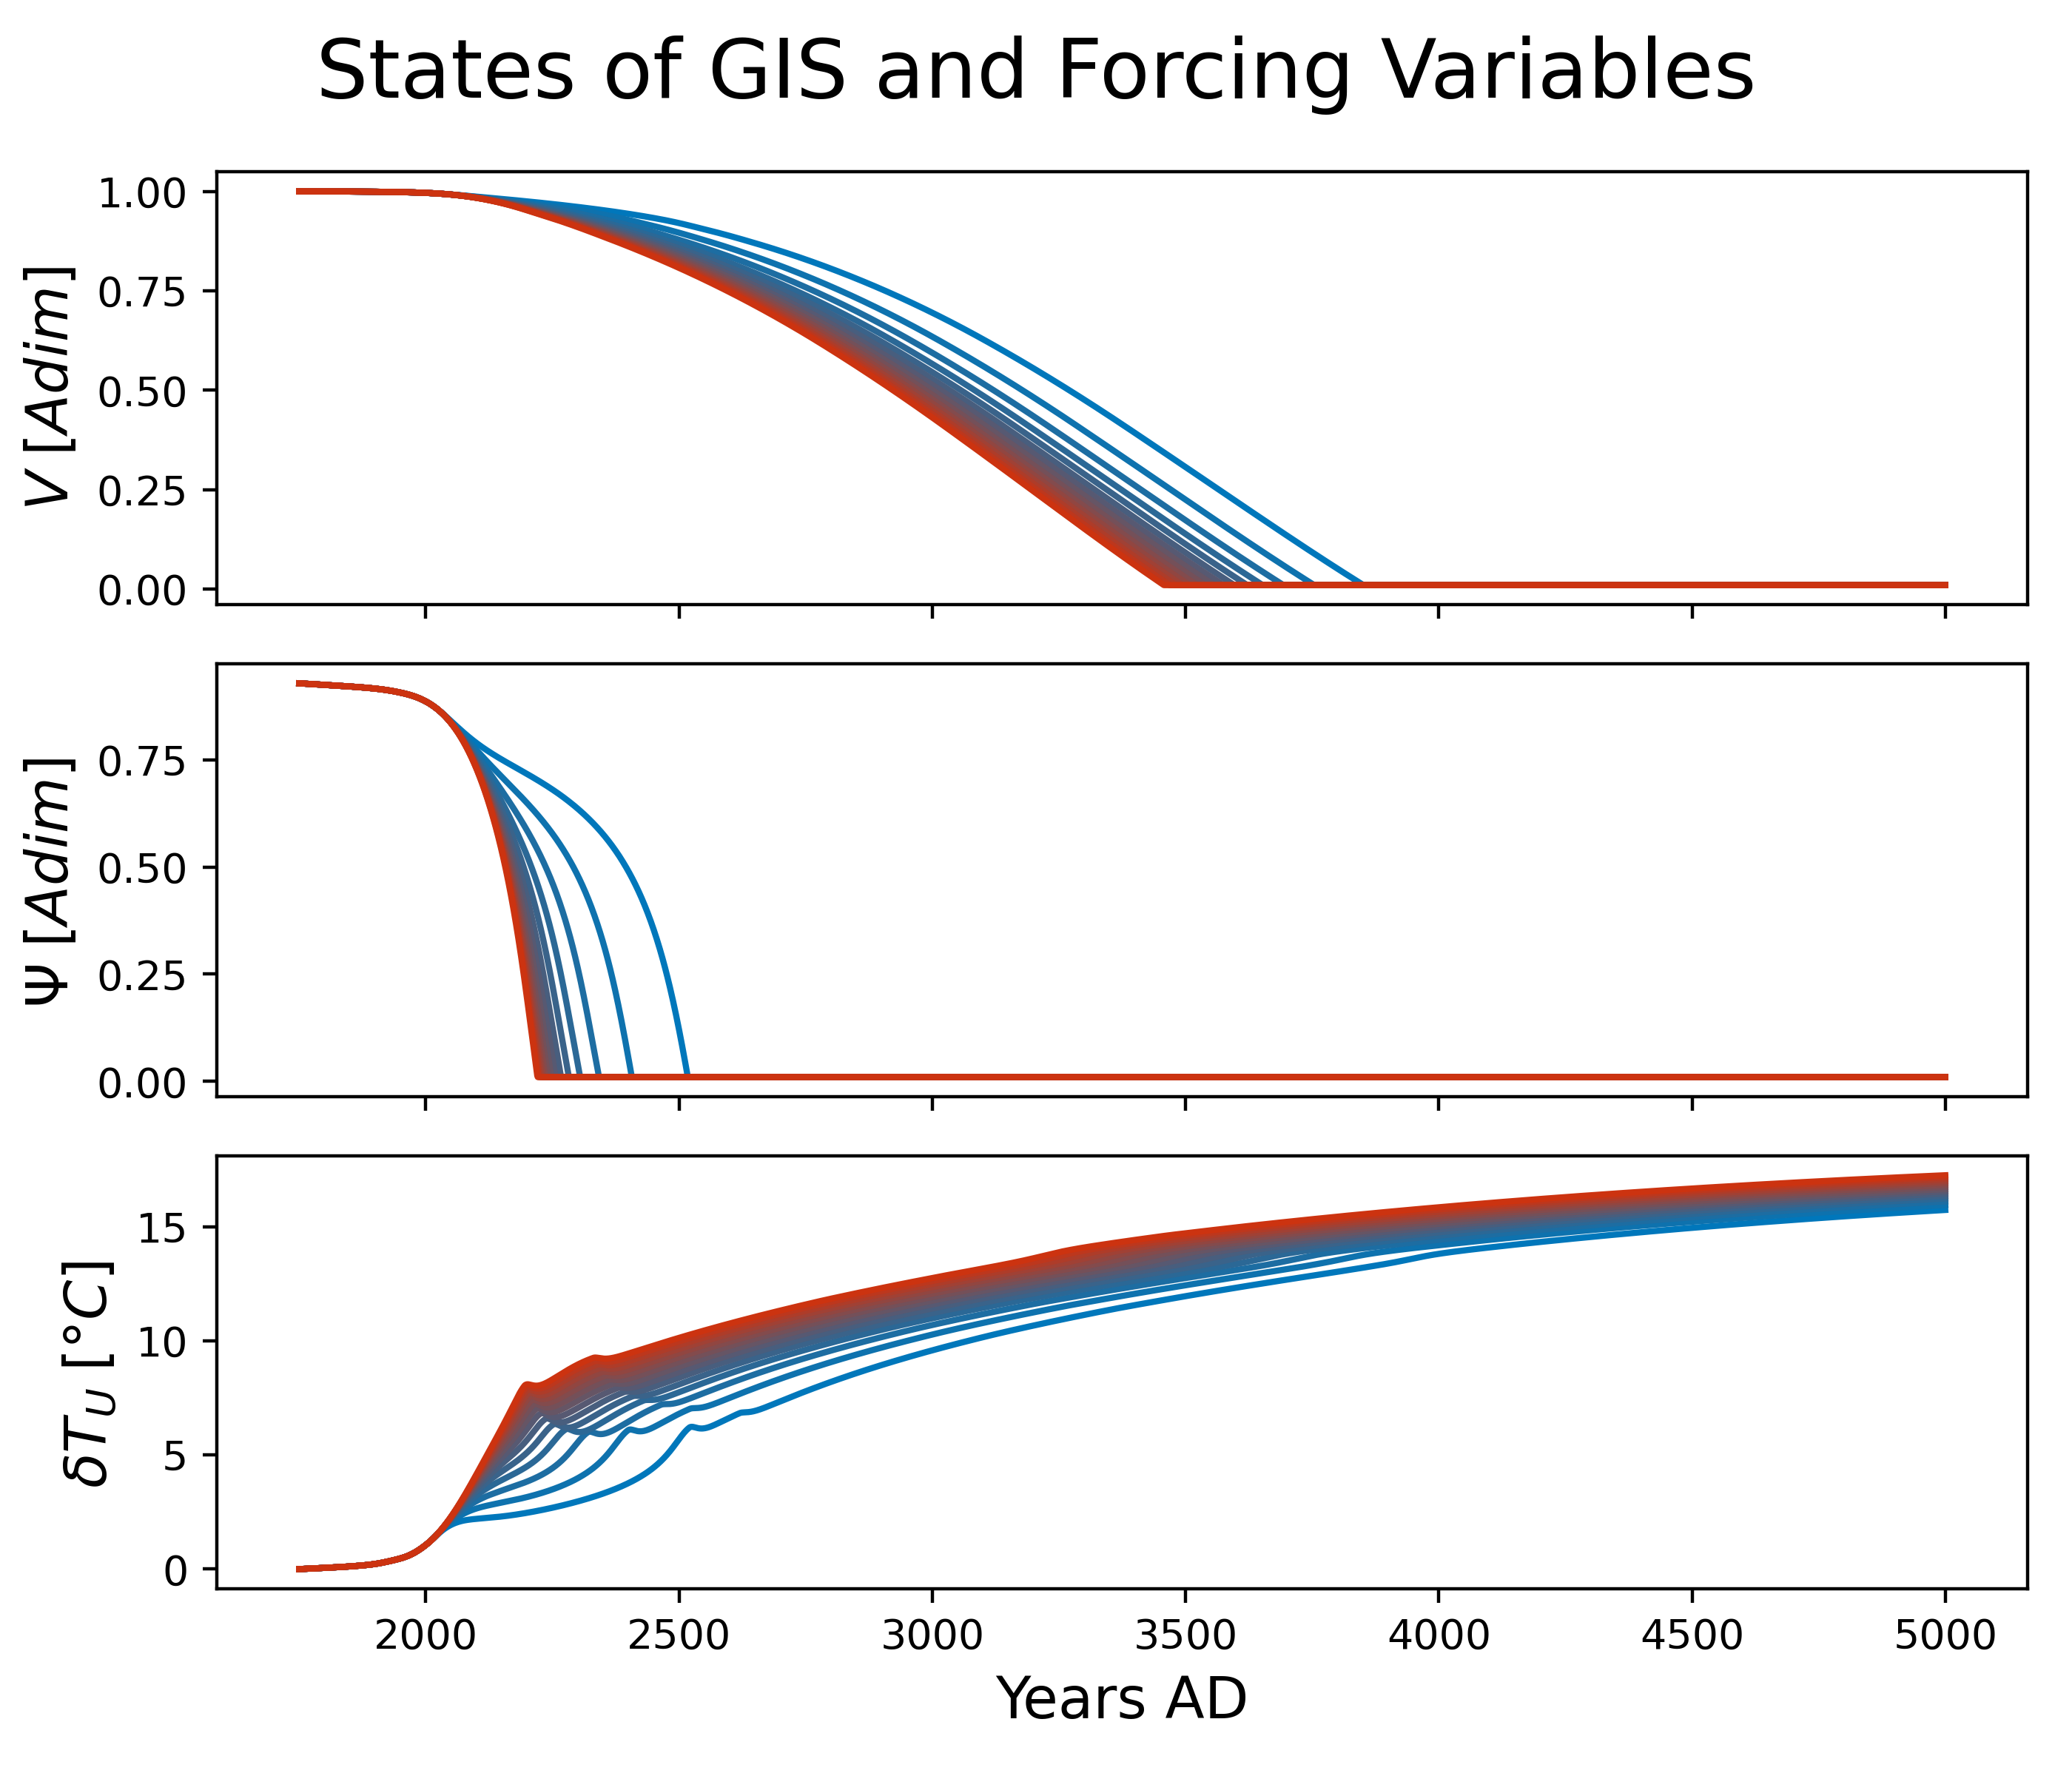 States of GIS and Forcing Variables
V [Adim]
1.00
0.75
0.50
0.25
0.00
Ψ [Adim]
0.75
0.50
0.25
0.00
δT_U [°C]
15
10
5
0
2000 2500 3000 3500 4000 4500 5000
Years AD